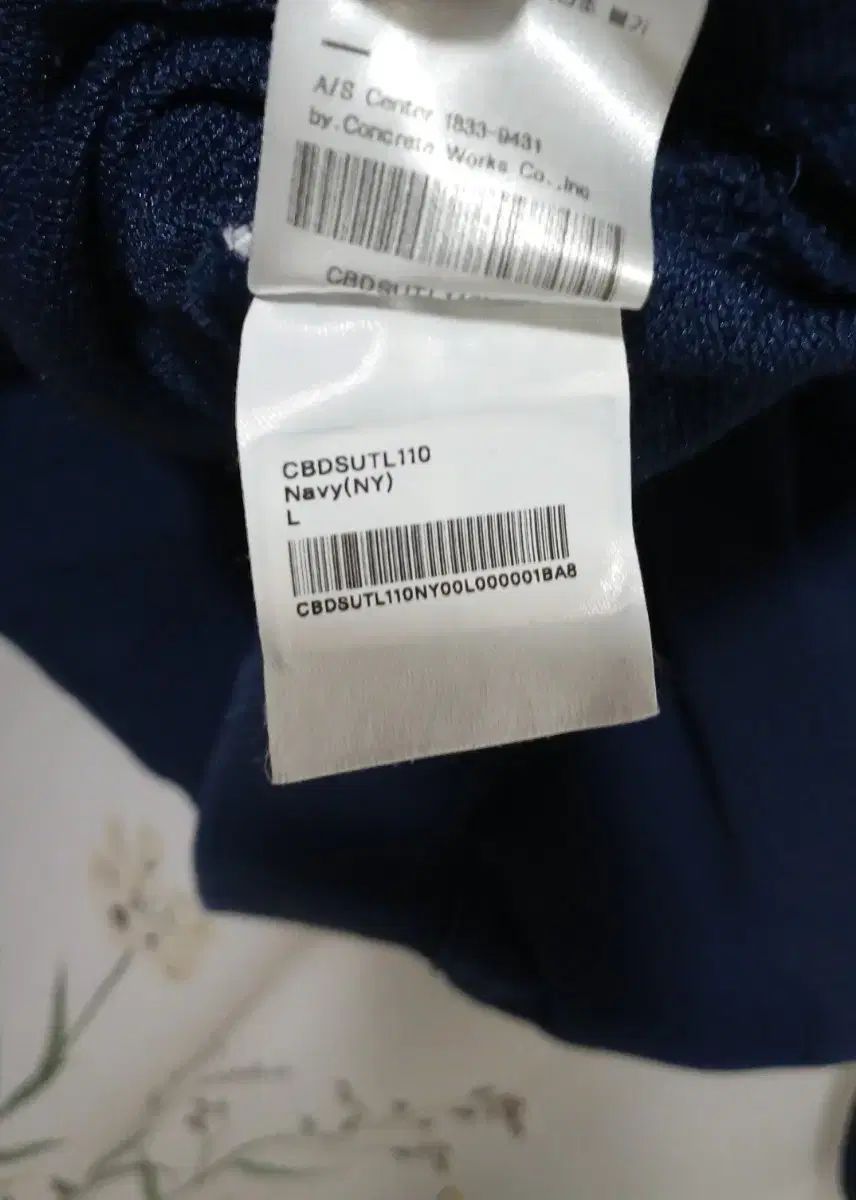 A/S Center 1833-9431
by.Concrete Works Co.,Inc
CBDSUTL110
Navy(NY)
L
CBDSUTL110NY00L000001BA8